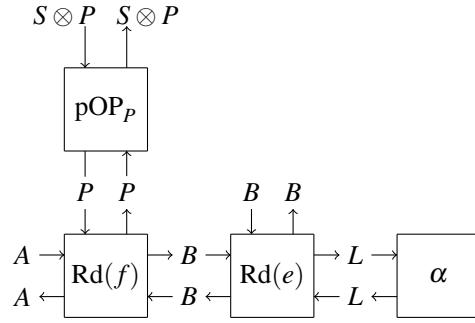 S ⊗ P S ⊗ P
pOP_P
P P
B B
A Rd(f) B Rd(e) L α
A B L